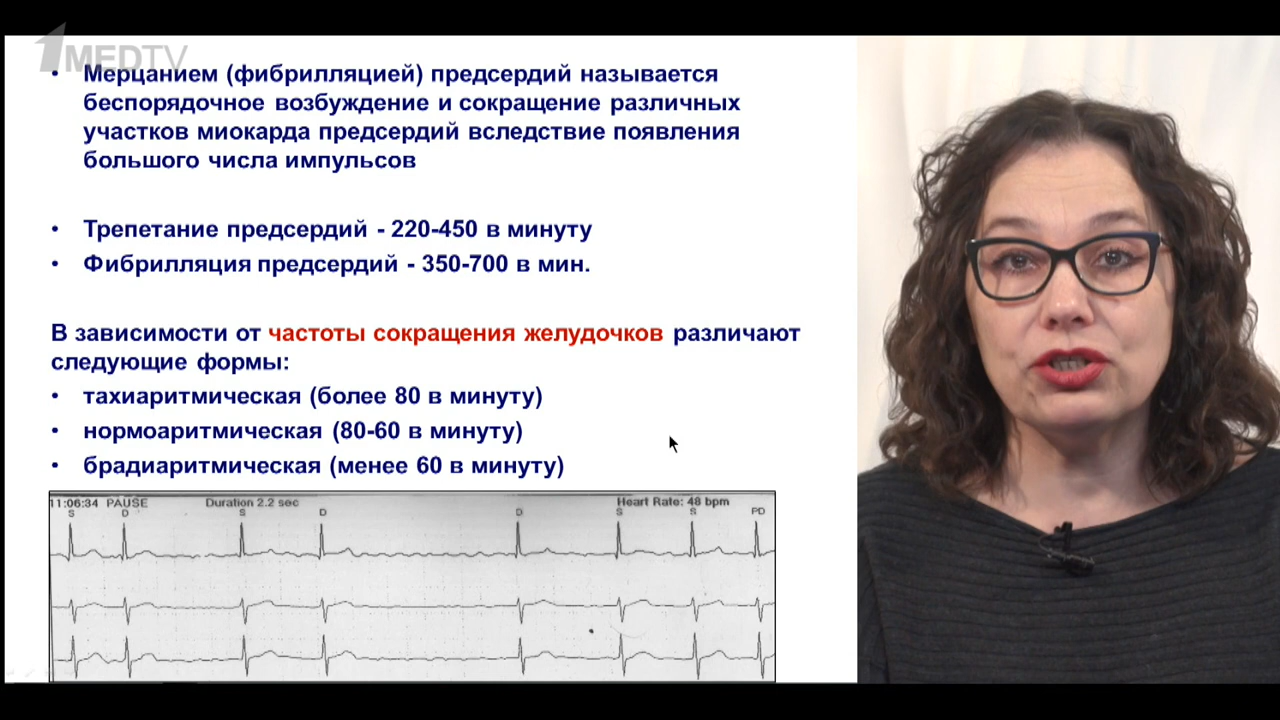 1MEDTV
• Мерцанием (фибрилляцией) предсердий называется
беспорядочное возбуждение и сокращение различных
участков миокарда предсердий вследствие появления
большого числа импульсов
• Трепетание предсердий - 220-450 в минуту
• Фибрилляция предсердий - 350-700 в мин.
В зависимости от частоты сокращения желудочков различают
следующие формы:
• тахиаритмическая (более 80 в минуту)
• нормоаритмическая (80-60 в минуту)
• брадиаритмическая (менее 60 в минуту)
11:06:34 PAUSE Duration 2.2 sec Heart Rate: 48 bpm
S D S D D S S PD